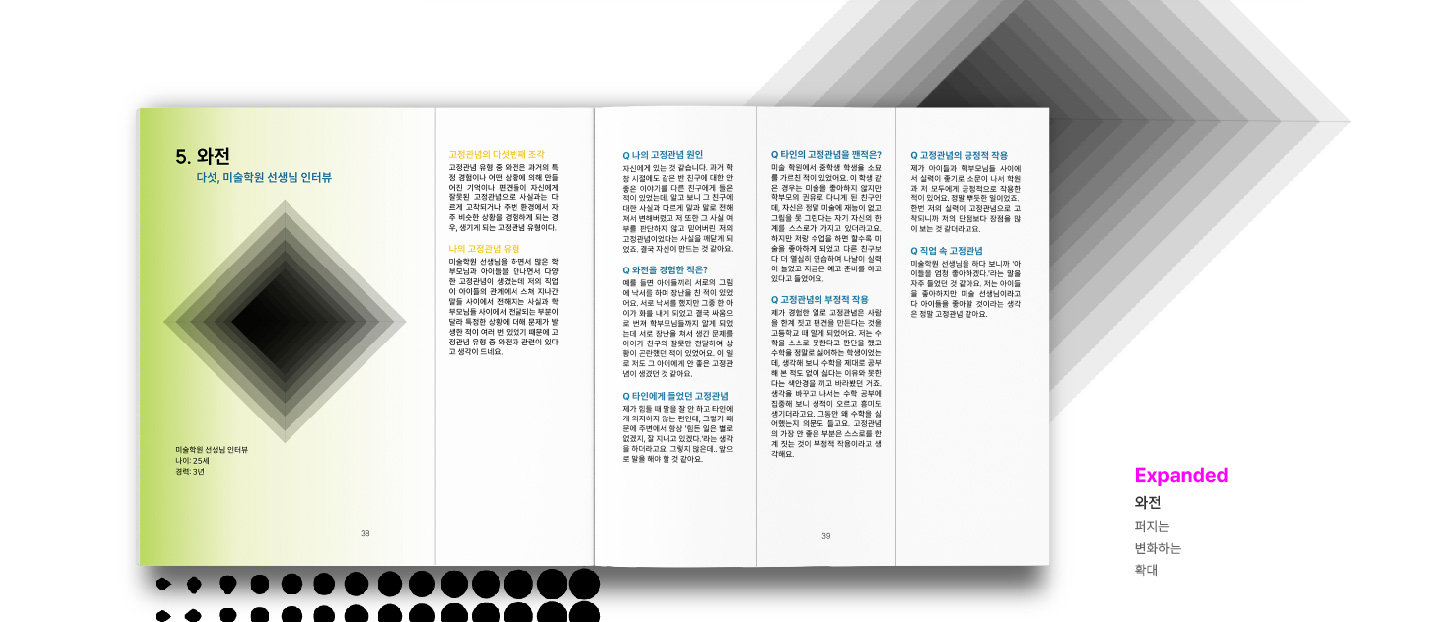 5. 와전
다섯, 미술학원 선생님 인터뷰
미술학원 선성님 인터뷰
나이: 25세
경력: 3년
38
고정관념의 다섯번째 조각
고정관념 유형 중 와전은 과거의 특
정 경험이나 어떤 상황에 의해 만들
어진 기억이나 편견들이 자신에게
잘못된 고정관념으로 사실과는 다
르게 고착되거나 주변 환경에서 자
주 비슷한 상황을 경험하게 되는 경
우, 생기게 되는 고정관념 유형이다.
나의 고정관념 유형
미술학원 선생님을 하면서 많은 학
부모님과 아이들을 만나면서 다양
한 고정관념이 생겼는데 저의 직업
이 아이들의 관계에서 스쳐 지나간
말들 사이에서 전해지는 사실과 학
부모님들 사이에서 전달되는 부분이
달라 특정한 상황에 대해 문제가 발
생한 적이 여러 번 있었기 때문에 고
정관념 유형 중 와전과 관련이 있다
고 생각이 드네요.
Q 나의 고정관념 원인
자신에게 있는 것 같습니다. 과거 학
창 시절에도 같은 반 친구에 대한 안
좋은 이야기를 다른 친구에게 들은
적이 있었는데, 알고 보니 그 친구에
대한 사실과 다르게 말과 말로 전해
져서 변해버렸고 저 또한 그 사실 여
부를 판단하지 않고 믿어버린 저의
고정관념이었다는 사실을 깨닫게 되
었죠. 결국 자신이 만드는 것 같아요.
Q 와전을 경험한 적은?
예를 들면 아이들끼리 서로의 그림
에 낙서를 하며 장난을 친 적이 있었
어요. 서로 낙서를 했지만 그중 한 아
이가 화를 내기 되었고 결국 싸움으
로 번져 학부모님들까지 알게 되었
는데 서로 장난을 쳐서 생긴 문제를
아이가 친구의 잘못만 전달하여 상
황이 곤란했던 적이 있었어요. 이 일
로 저도 그 아이에게 안 좋은 고정관
념이 생겼던 것 같아요.
Q 타인에게 들었던 고정관념
제가 힘들 때 말을 잘 안 하고 타인에
게 의지하지 않는 편인데, 그렇기 때
문에 주변에서 항상 '힘든 일은 별로
없겠지, 잘 지내고 있겠다.'라는 생각
을 하더라고요 그렇지 않은데.. 앞으
로 말을 해야 할 것 같아요.
Q 타인의 고정관념을 깬적은?
미술 학원에서 중학생 학생을 소묘
를 가르친 적이 있었어요. 이 학생 같
은 경우는 미술을 좋아하지 않지만
학부모의 권유로 다니게 된 친구인
데, 자신은 정말 미술에 재능이 없고
그림을 못 그린다는 자기 자신의 한
계를 스스로가 가지고 있더라고요.
하지만 저랑 수업을 하면 할수록 미
술을 좋아하게 되었고 다른 친구보
다 더 열심히 연습하여 나날이 실력
이 늘었고 지금은 예고 준비를 하고
있다고 들었어요.
Q 고정관념의 부정적 작용
제가 경험한 결로 고정관념은 사람
을 한계 짓고 편견을 만든다는 것을
고등학교 때 알게 되었어요. 저는 수
학을 스스로 못한다고 판단을 했고
수학을 정말로 싫어하는 학생이었는
데, 생각해 보니 수학을 제대로 공부
해 본 적도 없이 싫다는 이유와 못한
다는 색안경을 끼고 바라봤던 거죠.
생각을 바꾸고 나서는 수학 공부에
집중해 보니 성적이 오르고 흥미도
생기더라고요. 그동안 왜 수학을 싫
어했는지 의문도 들고요. 고정관념
의 가장 안 좋은 부분은 스스로를 한
계 짓는 것이 부정적 작용이라고 생
각해요.
39
Q 고정관념의 긍정적 작용
제가 아이들과 학부모님들 사이에
서 실력이 좋기로 소문이 나서 학원
과 저 모두에게 긍정적으로 작용한
적이 있어요. 정말 뿌듯한 일이었죠.
한번 저의 실력이 고정관념으로 고
착되니까 저의 단점보다 장점을 많
이 보는 것 같더라고요.
Q 직업 속 고정관념
미술학원 선생님을 하다 보니까 '아
이들을 엄청 좋아하겠다.'라는 말을
자주 들었던 것 같아요. 저는 아이들
을 좋아하지만 미술 선생님이라고
다 아이들을 좋아할 것이라는 생각
은 정말 고정관념 같아요.
Expanded
와전
퍼지는
변화하는
확대